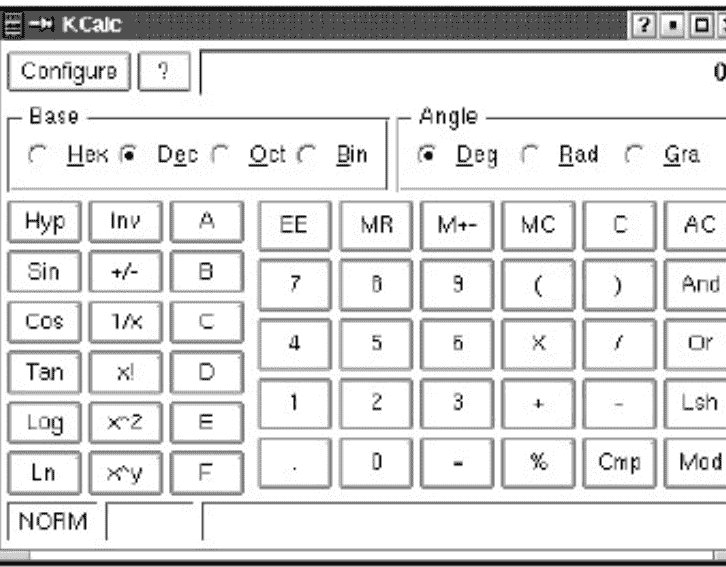 KCalc ?
Configure ? 0
Base Angle
Hex Dec Oct Bin Deg Rad Gra
Hyp Inv A EE MR M+- MC C AC
Sin +/- B 7 8 9 ( ) And
Cos 1/x C 4 5 6 X / Or
Tan x! D 1 2 3 + - Lsh
Log x^2 E . 0 = % Cmp Mod
Ln x^y F
NORM